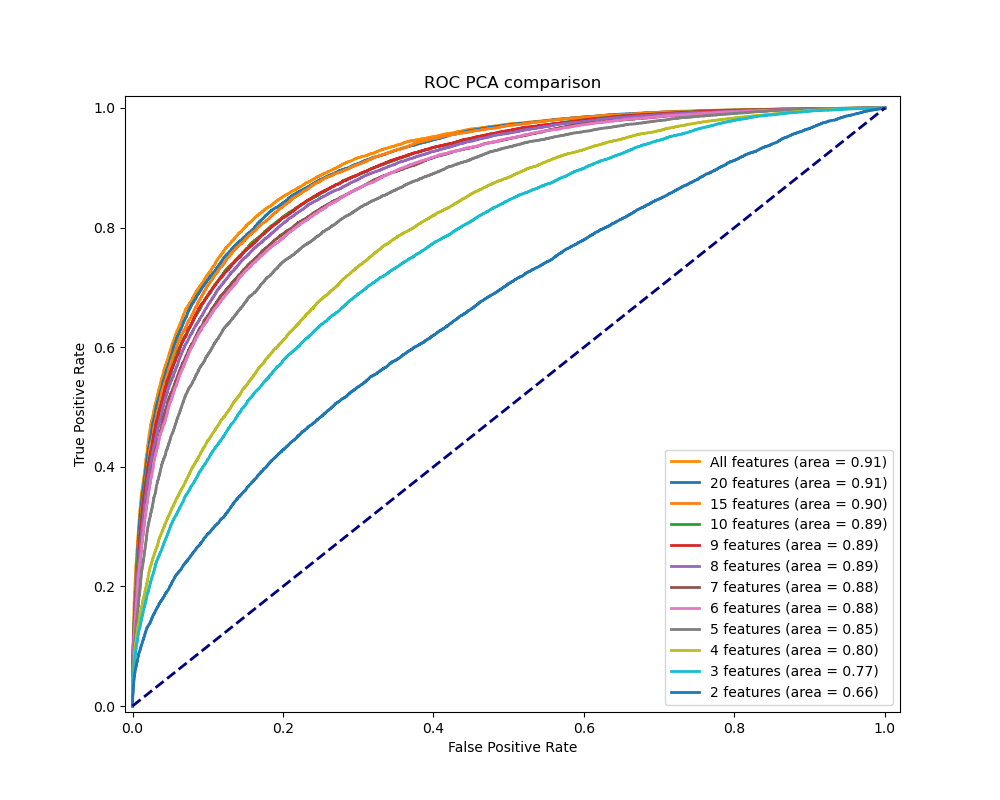 ROC PCA comparison
1.0
0.8
0.6
0.4
0.2
0.0
True Positive Rate
All features (area = 0.91)
20 features (area = 0.91)
15 features (area = 0.90)
10 features (area = 0.89)
9 features (area = 0.89)
8 features (area = 0.89)
7 features (area = 0.88)
6 features (area = 0.88)
5 features (area = 0.85)
4 features (area = 0.80)
3 features (area = 0.77)
2 features (area = 0.66)
0.0 0.2 0.4 0.6 0.8 1.0
False Positive Rate